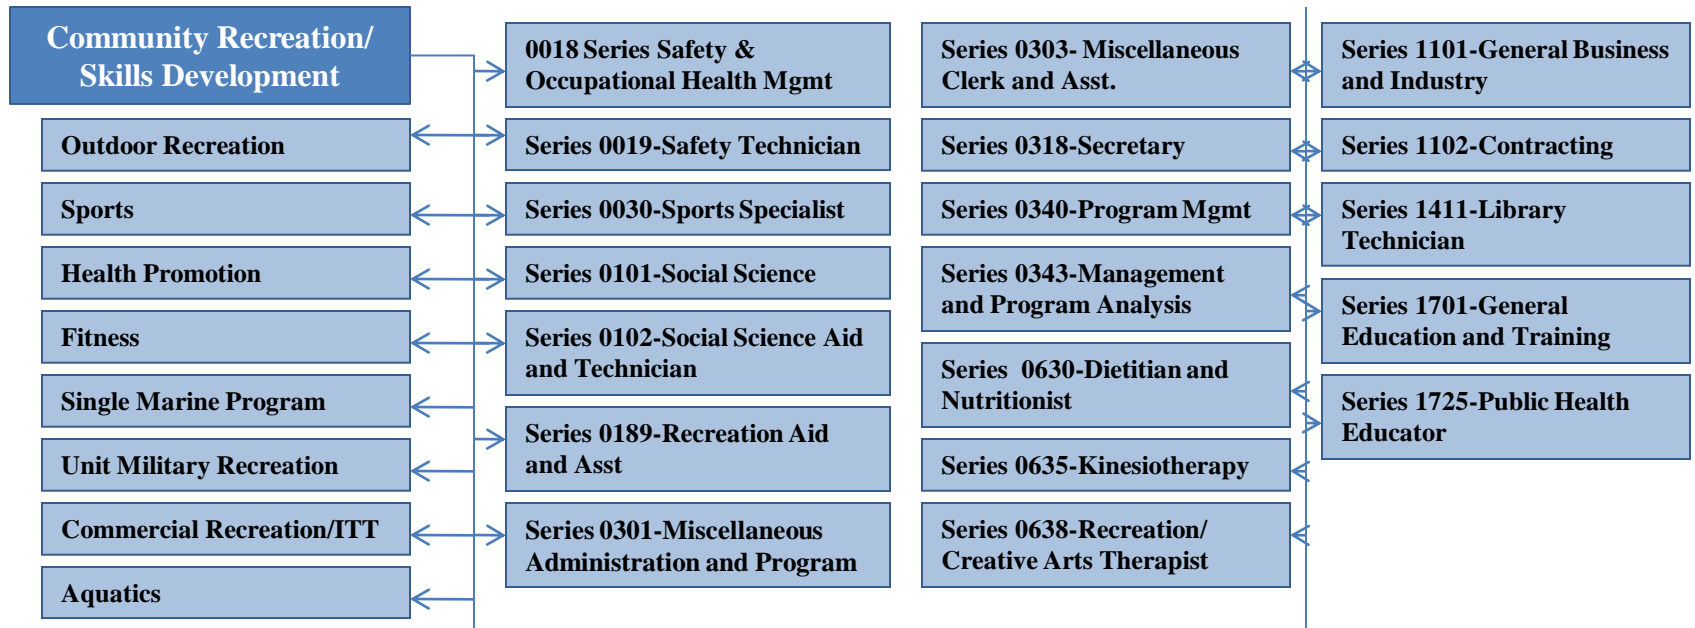 Community Recreation/
Skills Development
Outdoor Recreation
Sports
Health Promotion
Fitness
Single Marine Program
Unit Military Recreation
Commercial Recreation/ITT
Aquatics
0018 Series Safety &
Occupational Health Mgmt
Series 0019-Safety Technician
Series 0030-Sports Specialist
Series 0101-Social Science
Series 0102-Social Science Aid
and Technician
Series 0189-Recreation Aid
and Asst
Series 0301-Miscellaneous
Administration and Program
Series 0303- Miscellaneous
Clerk and Asst.
Series 0318-Secretary
Series 0340-Program Mgmt
Series 0343-Management
and Program Analysis
Series 0630-Dietitian and
Nutritionist
Series 0635-Kinesiotherapy
Series 0638-Recreation/
Creative Arts Therapist
Series 1101-General Business
and Industry
Series 1102-Contracting
Series 1411-Library
Technician
Series 1701-General
Education and Training
Series 1725-Public Health
Educator